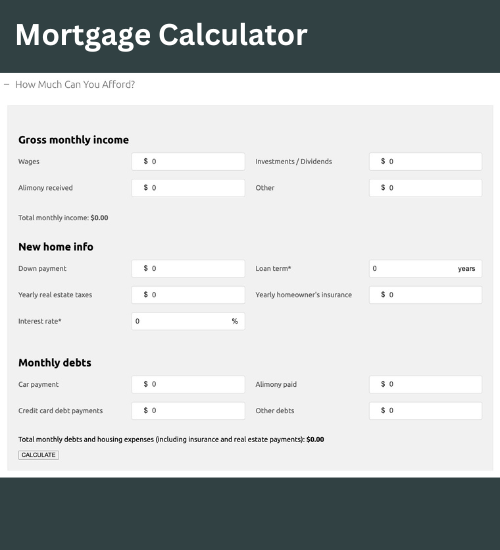 Mortgage Calculator
– How Much Can You Afford?
Gross monthly income
Wages $ 0 Investments / Dividends $ 0
Alimony received $ 0 Other $ 0
Total monthly income: $0.00
New home info
Down payment $ 0 Loan term* 0 years
Yearly real estate taxes $ 0 Yearly homeowner's insurance $ 0
Interest rate* 0 %
Monthly debts
Car payment $ 0 Alimony paid $ 0
Credit card debt payments $ 0 Other debts $ 0
Total monthly debts and housing expenses (including insurance and real estate payments): $0.00
CALCULATE